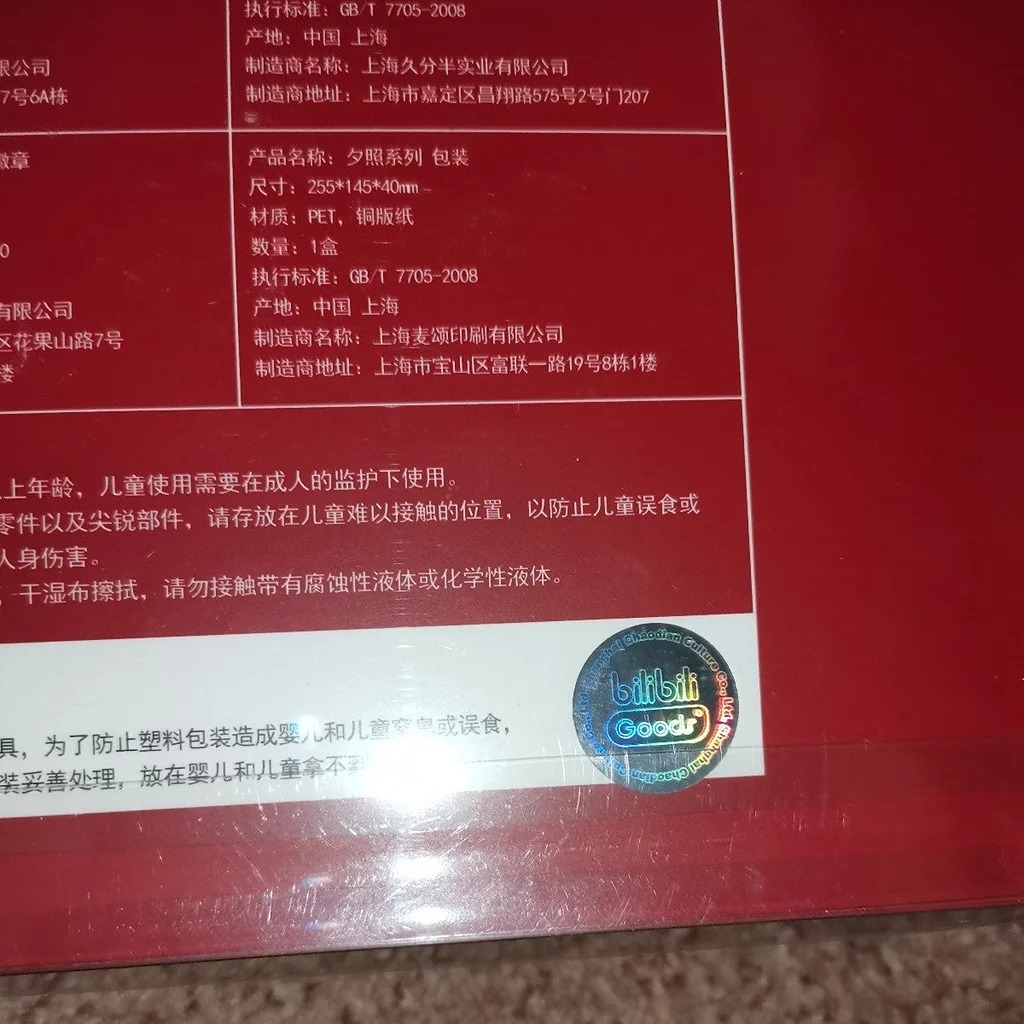 执行标准：GB/T 7705-2008
产地：中国 上海
限公司
制造商名称：上海久分半实业有限公司
7号6A栋
制造商地址：上海市嘉定区昌翔路575号2号门207
徽章
产品名称：夕照系列 包装
尺寸：255*145*40mm
材质：PET，铜版纸
0
数量：1盒
执行标准：GB/T 7705-2008
有限公司
产地：中国 上海
区花果山路7号
制造商名称：上海麦颂印刷有限公司
楼
制造商地址：上海市宝山区富联一路19号8栋1楼
上年龄，儿童使用需要在成人的监护下使用。
零件以及尖锐部件，请存放在儿童难以接触的位置，以防止儿童误食或
人身伤害。
，干湿布擦拭，请勿接触带有腐蚀性液体或化学性液体。
具，为了防止塑料包装造成婴儿和儿童窒息或误食，
装妥善处理，放在婴儿和儿童拿不到
bilibili
Goods
Shanghai Chaodian Culture Co., Ltd.
Shanghai Chaodian